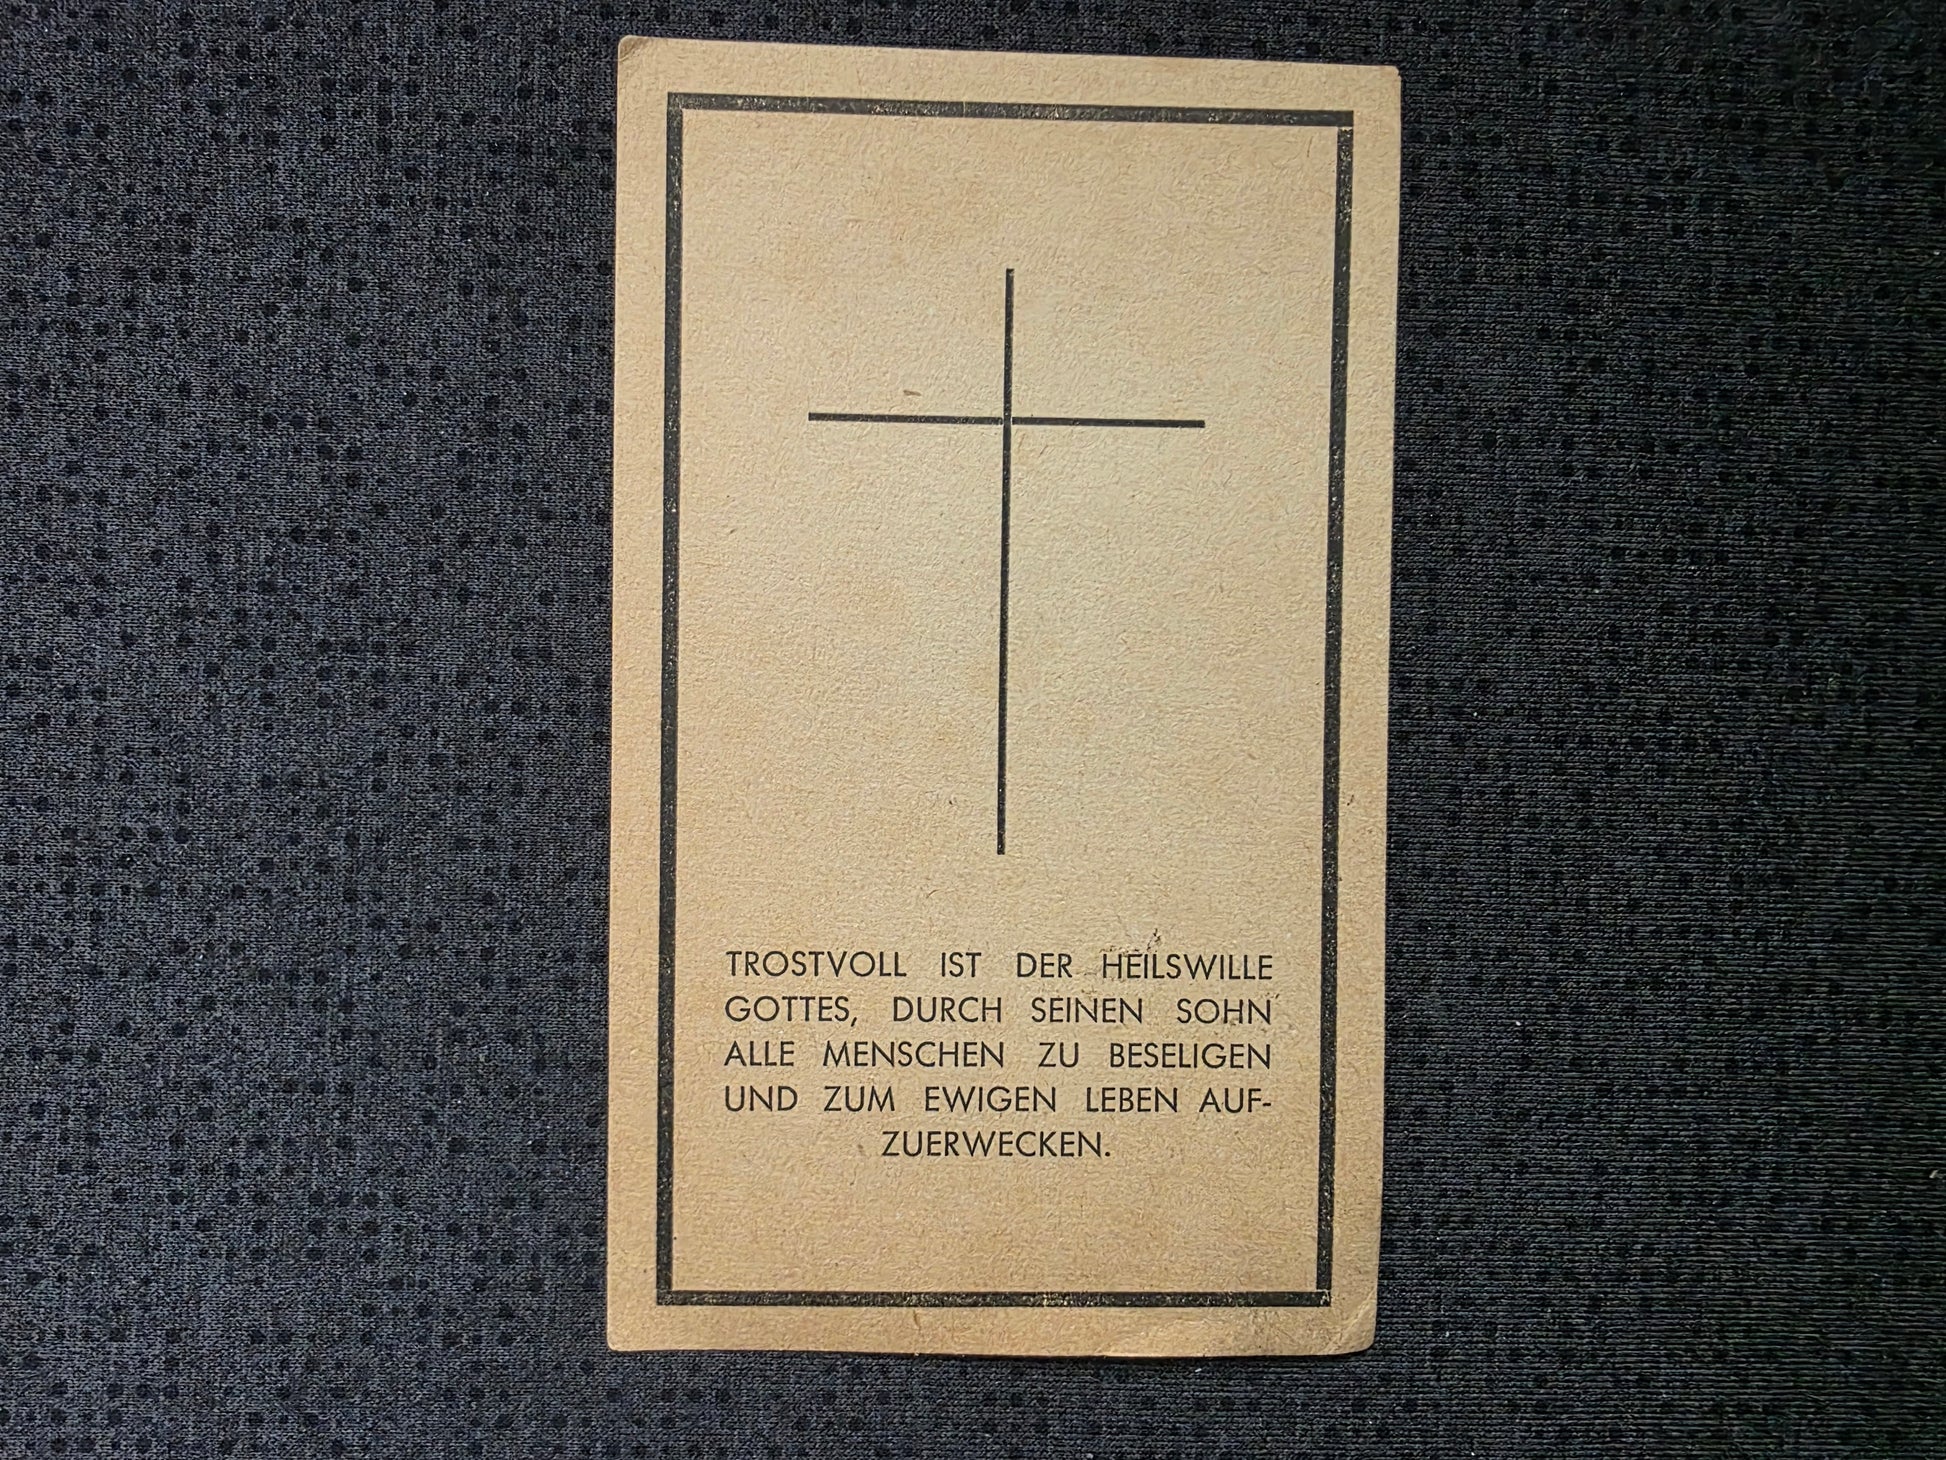 TROSTVOLL IST DER HEILSWILLE
GOTTES, DURCH SEINEN SOHN
ALLE MENSCHEN ZU BESELIGEN
UND ZUM EWIGEN LEBEN AUF-
ZUERWECKEN.